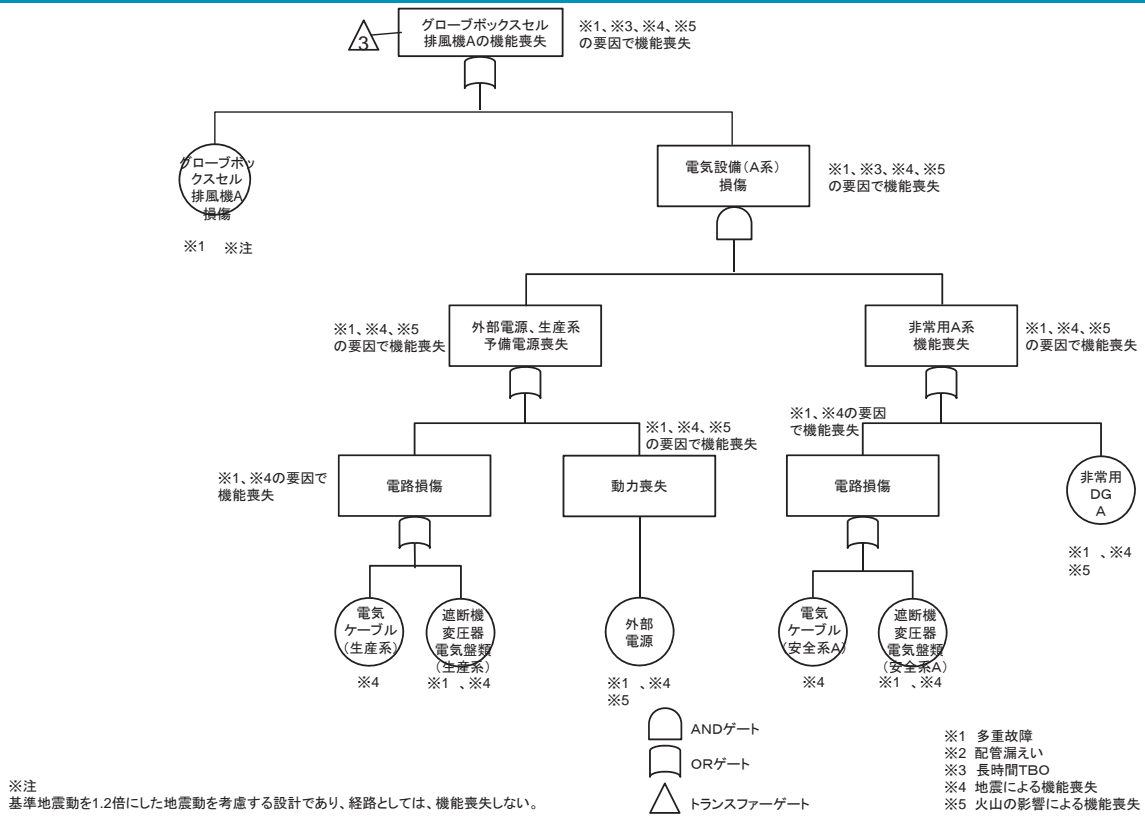 グローブボックスセル
排風機Aの機能喪失
※1、※3、※4、※5
の要因で機能喪失
3
グローブボッ
クスセル
排風機A
損傷
※1 ※注
電気設備(A系)
損傷
※1、※3、※4、※5
の要因で機能喪失
※1、※4、※5
の要因で機能喪失
外部電源、生産系
予備電源喪失
非常用A系
機能喪失
※1、※4、※5
の要因で機能喪失
※1、※4の要因で
機能喪失
電路損傷
※1、※4、※5
の要因で機能喪失
動力喪失
※1、※4の要因
で機能喪失
電路損傷
非常用
DG
A
※1 、※4
※5
電気
ケーブル
(生産系)
※4
遮断機
変圧器
電気盤類
(生産系)
※1 、※4
外部
電源
※1 、※4
※5
電気
ケーブル
(安全系A)
※4
遮断機
変圧器
電気盤類
(安全系A)
※1 、※4
ANDゲート
ORゲート
トランスファーゲート
※1 多重故障
※2 配管漏えい
※3 長時間TBO
※4 地震による機能喪失
※5 火山の影響による機能喪失
※注
基準地震動を1.2倍にした地震動を考慮する設計であり、経路としては、機能喪失しない。